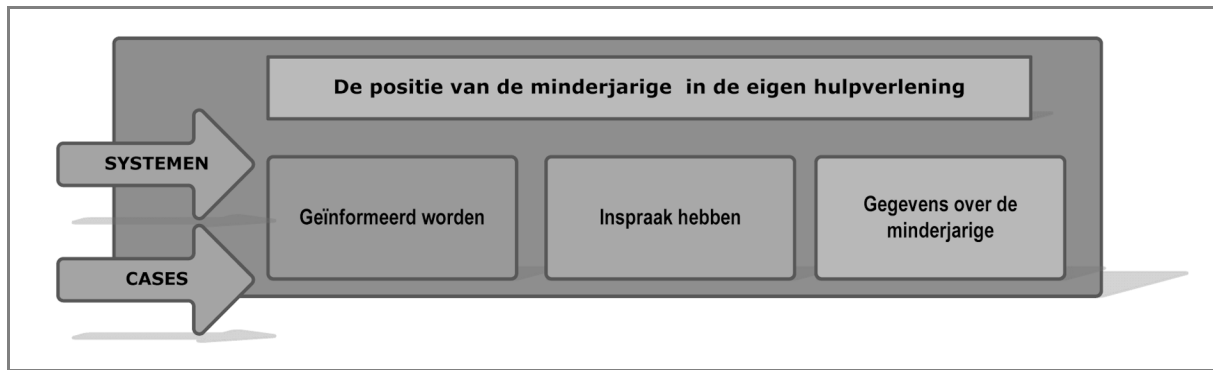 De positie van de minderjarige in de eigen hulpverlening
SYSTEMEN
Geïnformeerd worden
Inspraak hebben
Gegevens over de
minderjarige
CASES